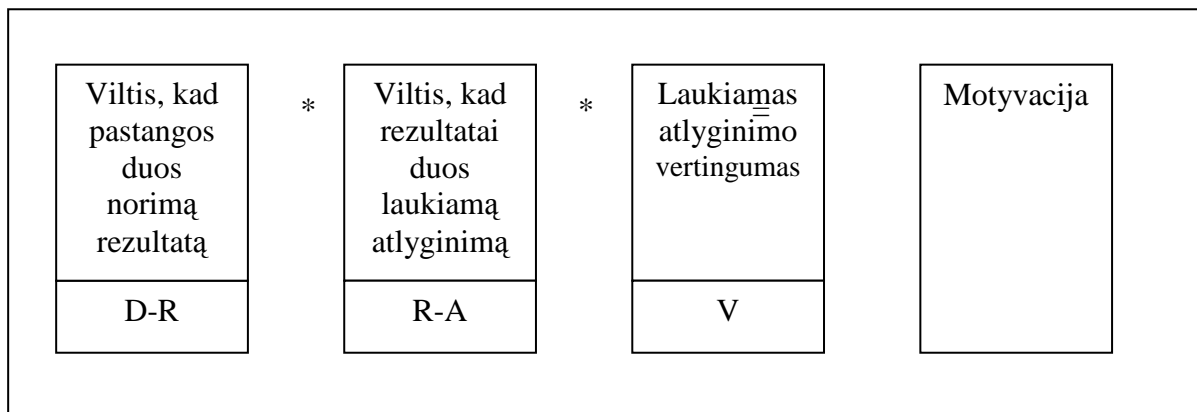 Viltis, kad
pastangos
duos
norimą
rezultatą
D-R
*
Viltis, kad
rezultatai
duos
laukiamą
atlyginimą
R-A
*
Laukiamas
atlyginimo
vertingumas
V
=
Motyvacija